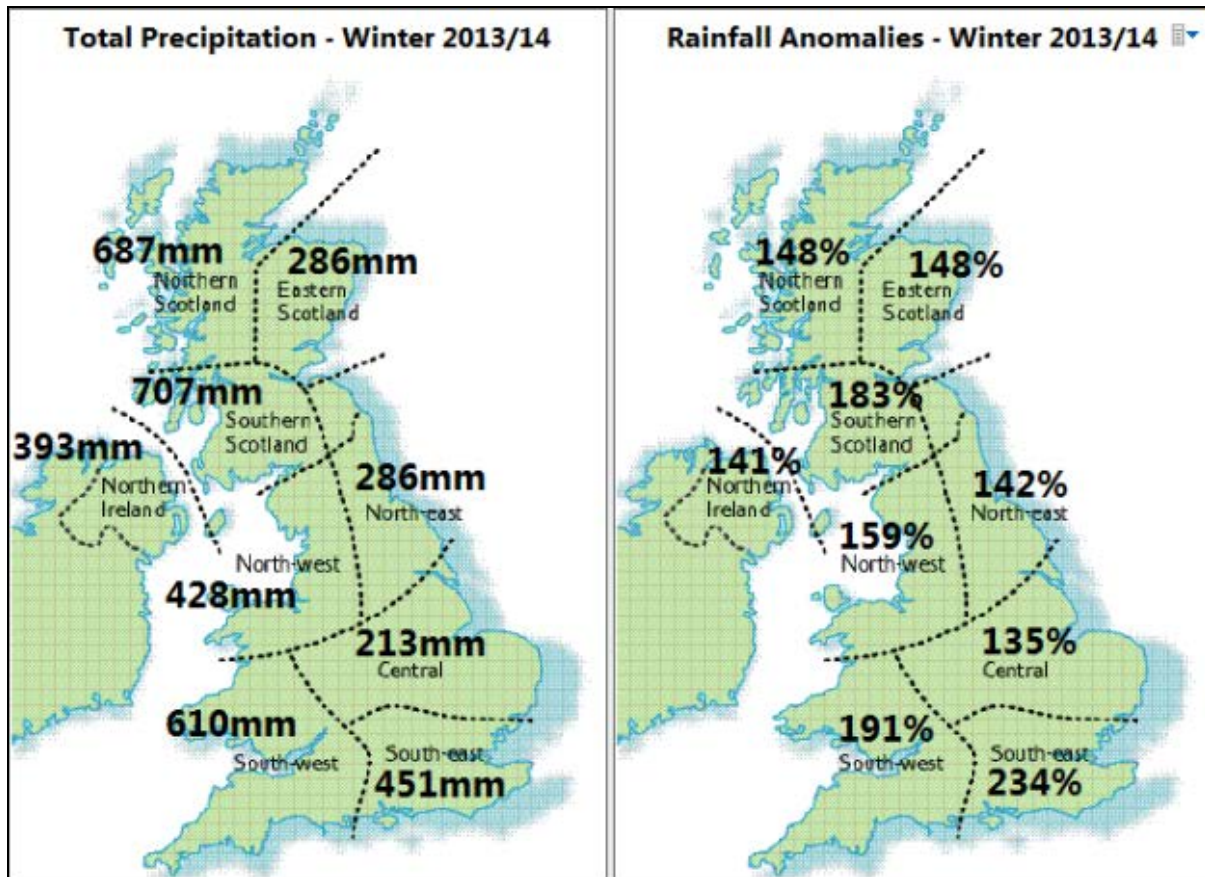 Total Precipitation - Winter 2013/14
687mm
Northern
Scotland
286mm
Eastern
Scotland
707mm
Southern
Scotland
393mm
Northern
Ireland
286mm
North-east
North-west
428mm
213mm
Central
610mm
South-west
South-east
451mm
Rainfall Anomalies - Winter 2013/14
148%
Northern
Scotland
148%
Eastern
Scotland
183%
Southern
Scotland
141%
Northern
Ireland
142%
North-east
159%
North-west
135%
Central
191%
South-west
South-east
234%